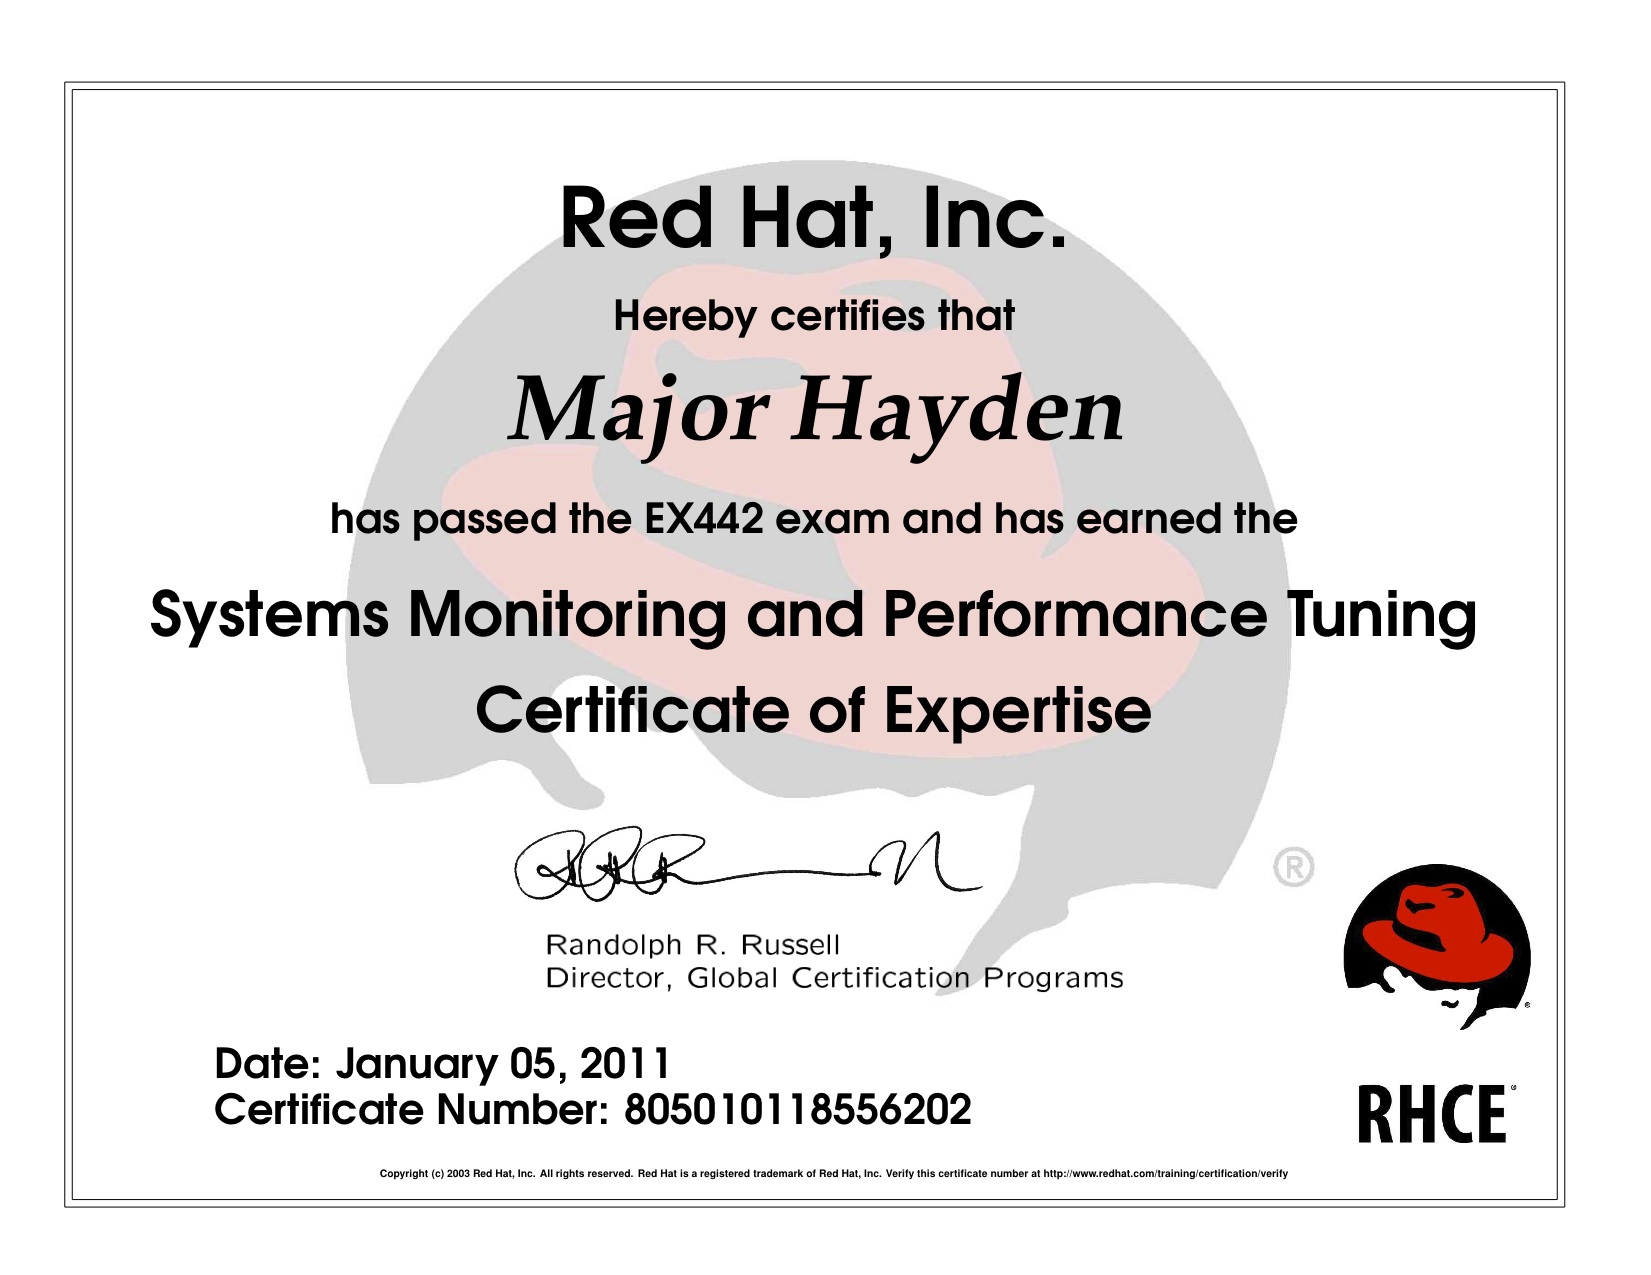 Red Hat, Inc.
Hereby certifies that
Major Hayden
has passed the EX442 exam and has earned the
Systems Monitoring and Performance Tuning
Certificate of Expertise
®
Randolph R. Russell
Director, Global Certification Programs
®
Date: January 05, 2011
Certificate Number: 805010118556202
RHCE®
Copyright (c) 2003 Red Hat, Inc. All rights reserved. Red Hat is a registered trademark of Red Hat, Inc. Verify this certificate number at http://www.redhat.com/training/certification/verify